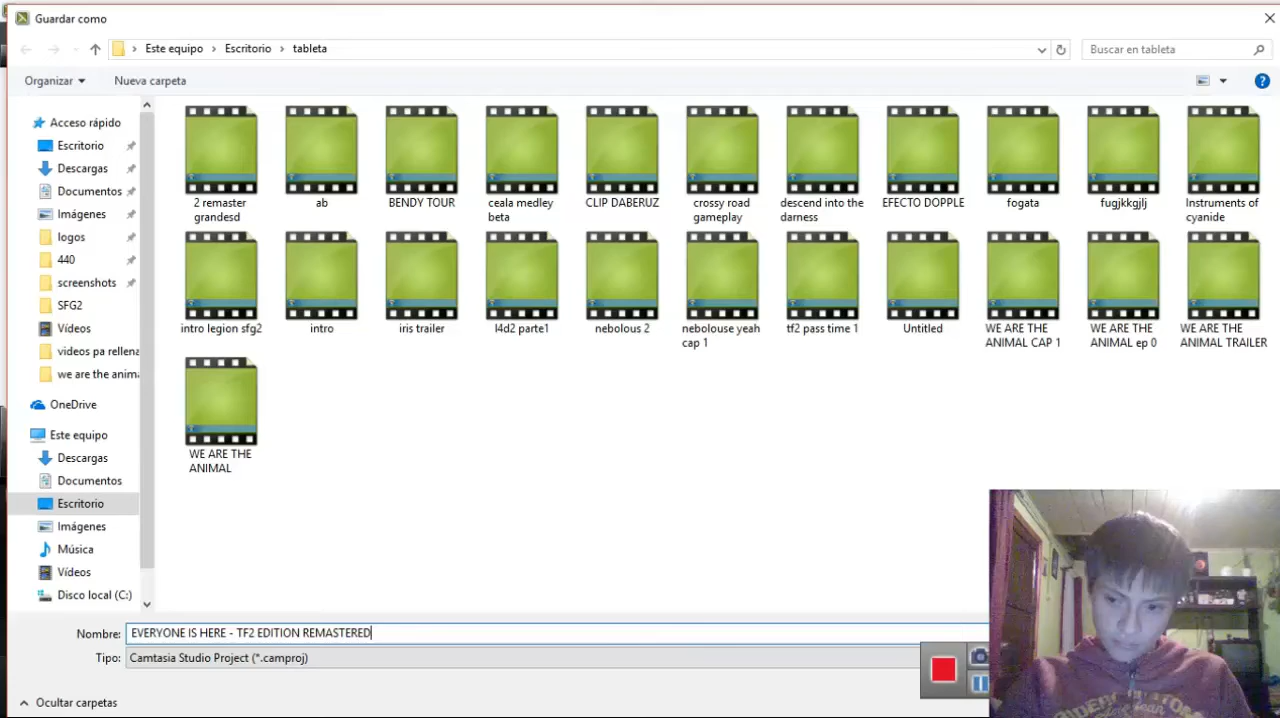 Guardar como
Este equipo > Escritorio > tableta
Buscar en tableta
Organizar
Nueva carpeta
Acceso rápido
Escritorio
Descargas
Documentos
Imágenes
logos
440
screenshots
SFG2
Vídeos
videos pa rellena
we are the anima
OneDrive
Este equipo
Descargas
Documentos
Escritorio
Imágenes
Música
Vídeos
Disco local (C:)
2 remaster
grandesd
ab
BENDY TOUR
ceala medley
beta
CLIP DABERUZ
crossy road
gameplay
descend into the
darness
EFECTO DOPPLE
fogata
fugjkkgjlj
Instruments of
cyanide
intro legion sfg2
intro
iris trailer
l4d2 parte1
nebolous 2
nebolouse yeah
cap 1
tf2 pass time 1
Untitled
WE ARE THE
ANIMAL CAP 1
WE ARE THE
ANIMAL ep 0
WE ARE THE
ANIMAL TRAILER
WE ARE THE
ANIMAL
Nombre: EVERYONE IS HERE - TF2 EDITION REMASTERED
Tipo: Camtasia Studio Project (*.camproj)
Ocultar carpetas